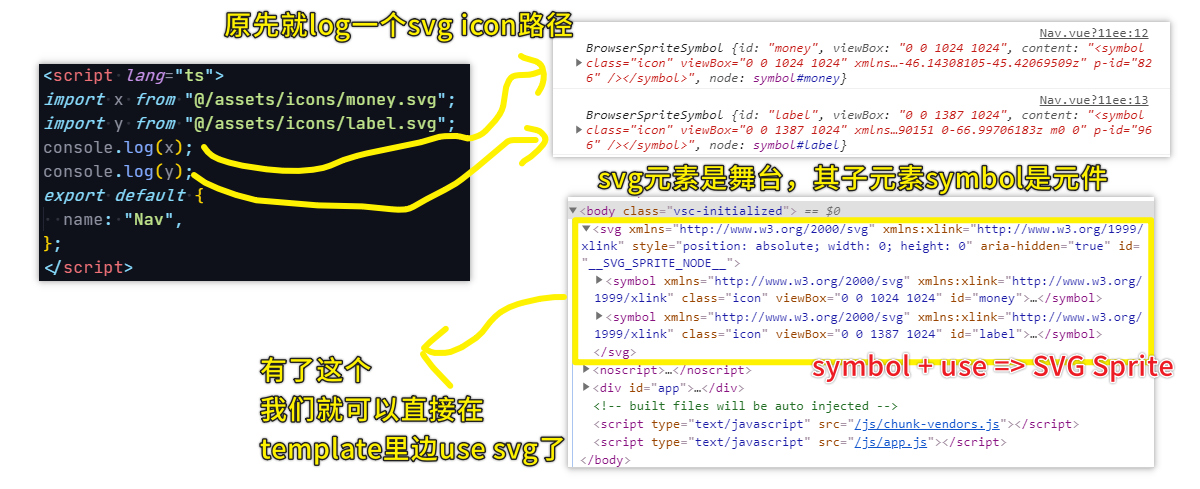 原先就log一个svg icon路径
<script lang="ts">
import x from "@/assets/icons/money.svg";
import y from "@/assets/icons/label.svg";
console.log(x);
console.log(y);
export default {
  name: "Nav",
};
</script>
Nav.vue?11ee:12
BrowserSpriteSymbol {id: "money", viewBox: "0 0 1024 1024", content: "<symbol
class="icon" viewBox="0 0 1024 1024" xmlns…-46.14308105-45.42069509z" p-id="82
6" /></symbol>", node: symbol#money}
Nav.vue?11ee:13
BrowserSpriteSymbol {id: "label", viewBox: "0 0 1387 1024", content: "<symbol
class="icon" viewBox="0 0 1387 1024" xmlns…90151 0-66.99706183z m0 0" p-id="96
6" /></symbol>", node: symbol#label}
svg元素是舞台，其子元素symbol是元件
<body class="vsc-initialized"> == $0
<svg xmlns="http://www.w3.org/2000/svg" xmlns:xlink="http://www.w3.org/1999/
xlink" style="position: absolute; width: 0; height: 0" aria-hidden="true" id=
"__SVG_SPRITE_NODE__">
<symbol xmlns="http://www.w3.org/2000/svg" xmlns:xlink="http://www.w3.org/
1999/xlink" class="icon" viewBox="0 0 1024 1024" id="money">…</symbol>
<symbol xmlns="http://www.w3.org/2000/svg" xmlns:xlink="http://www.w3.org/
1999/xlink" class="icon" viewBox="0 0 1387 1024" id="label">…</symbol>
</svg>
symbol + use => SVG Sprite
<noscript>…</noscript>
<div id="app">…</div>
<!-- built files will be auto injected -->
<script type="text/javascript" src="/js/chunk-vendors.js"></script>
<script type="text/javascript" src="/js/app.js"></script>
</body>
有了这个
我们就可以直接在
template里边use svg了